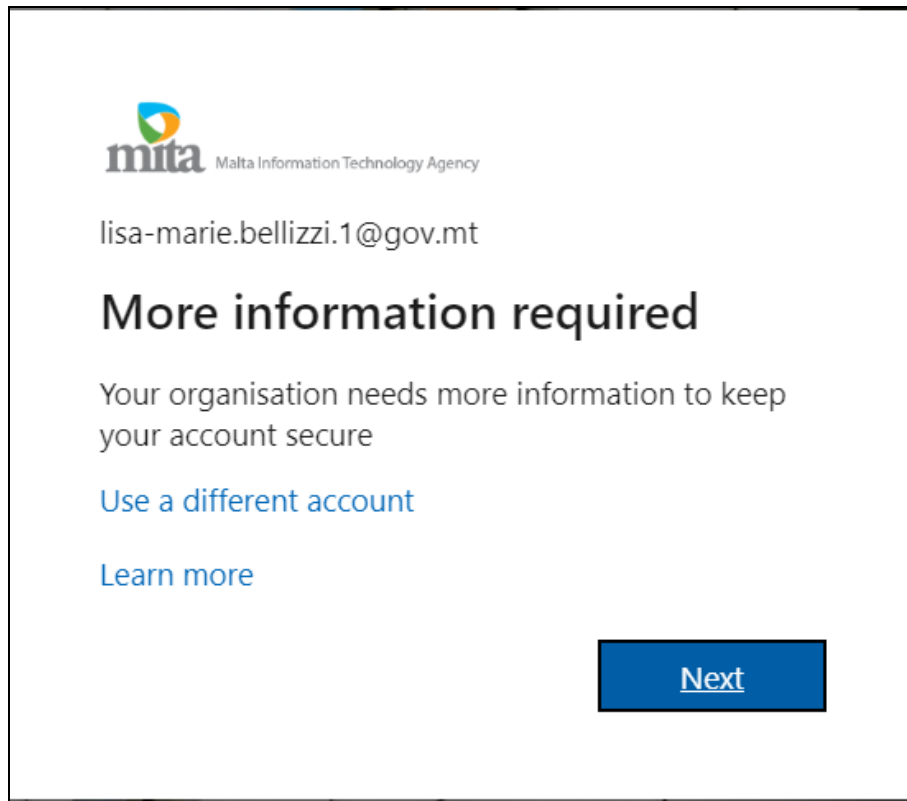 mita Malta Information Technology Agency
lisa-marie.bellizzi.1@gov.mt
More information required
Your organisation needs more information to keep
your account secure
Use a different account
Learn more
Next